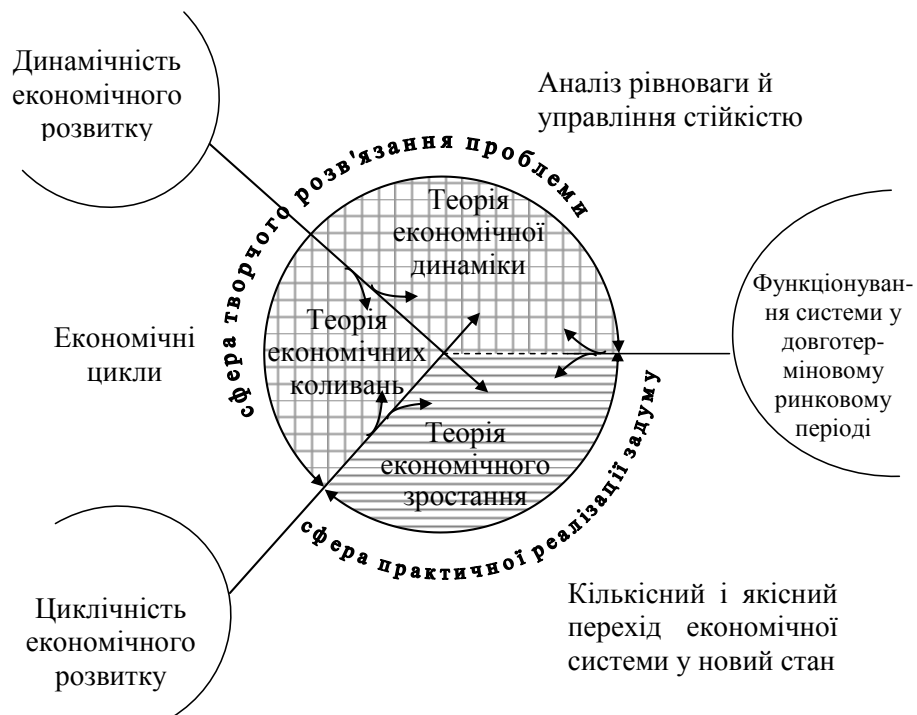 Динамічність
економічного
розвитку
Аналіз рівноваги й
управління стійкістю
сфера творчого розв'язання проблеми
Теорія
економічної
динаміки
Функціонуван-
ня системи у
довготер-
міновому
ринковому
періоді
Економічні
цикли
Теорія
економічних
коливань
Теорія
економічного
зростання
сфера практичної реалізації задуму
Циклічність
економічного
розвитку
Кількісний і якісний
перехід економічної
системи у новий стан